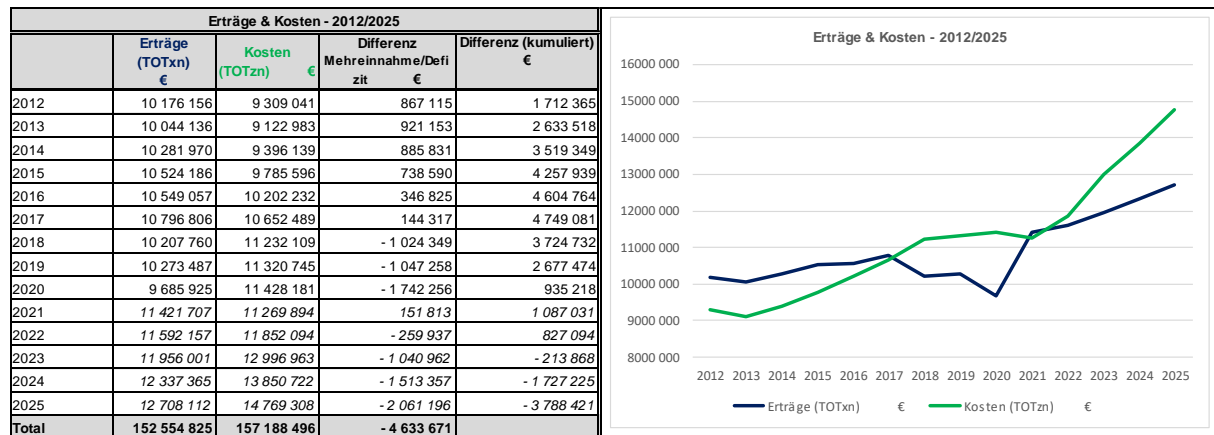 Erträge & Kosten - 2012/2025
Erträge (TOTxn) € Kosten (TOTzn) € Differenz Mehreinnahme/Defizit € Differenz (kumuliert) €
2012 10 176 156 9 309 041 867 115 1 712 365
2013 10 044 136 9 122 983 921 153 2 633 518
2014 10 281 970 9 396 139 885 831 3 519 349
2015 10 524 186 9 785 596 738 590 4 257 939
2016 10 549 057 10 202 232 346 825 4 604 764
2017 10 796 806 10 652 489 144 317 4 749 081
2018 10 207 760 11 232 109 - 1 024 349 3 724 732
2019 10 273 487 11 320 745 - 1 047 258 2 677 474
2020 9 685 925 11 428 181 - 1 742 256 935 218
2021 11 421 707 11 269 894 151 813 1 087 031
2022 11 592 157 11 852 094 - 259 937 827 094
2023 11 956 001 12 996 963 - 1 040 962 - 213 868
2024 12 337 365 13 850 722 - 1 513 357 - 1 727 225
2025 12 708 112 14 769 308 - 2 061 196 - 3 788 421
Total 152 554 825 157 188 496 - 4 633 671
Erträge & Kosten - 2012/2025
16000 000
15000 000
14000 000
13000 000
12000 000
11000 000
10000 000
9000 000
8000 000
2012 2013 2014 2015 2016 2017 2018 2019 2020 2021 2022 2023 2024 2025
Erträge (TOTxn) € Kosten (TOTzn) €